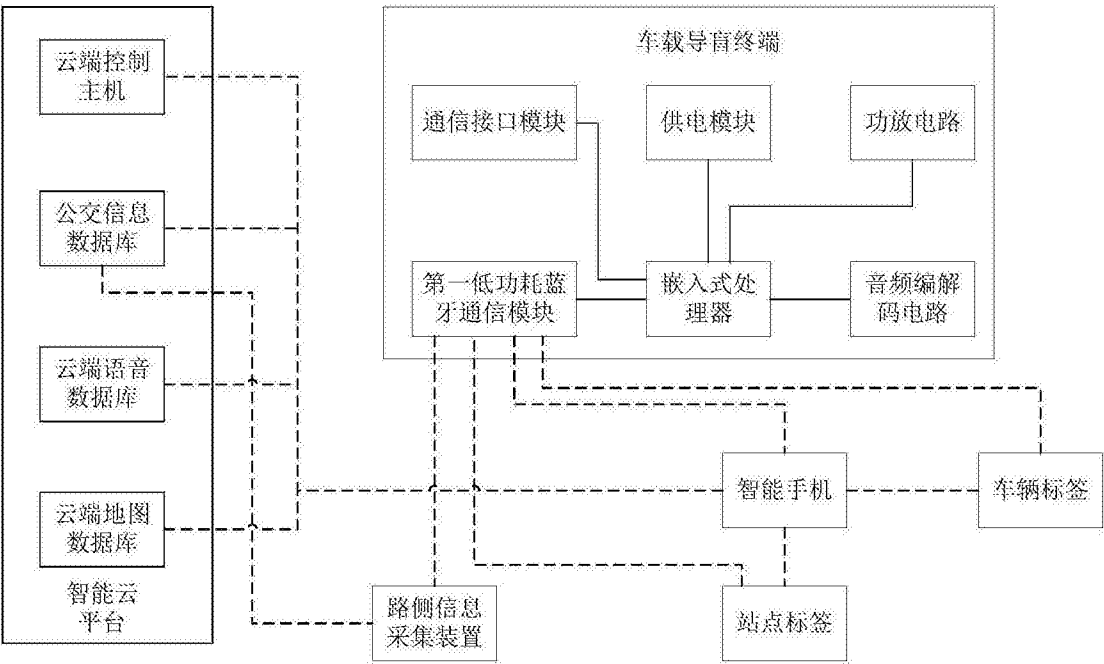 云端控制
主机
公交信息
数据库
云端语音
数据库
云端地图
数据库
智能云
平台
车载导盲终端
通信接口模块
供电模块
功放电路
第一低功耗蓝
牙通信模块
嵌入式处
理器
音频编解
码电路
智能手机
车辆标签
路侧信息
采集装置
站点标签